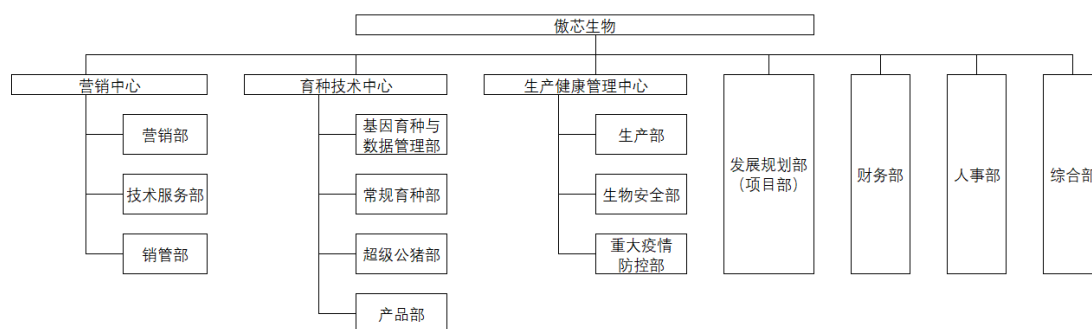 傲芯生物
营销中心
育种技术中心
生产健康管理中心
营销部
技术服务部
销管部
基因育种与
数据管理部
常规育种部
超级公猪部
产品部
生产部
生物安全部
重大疫情
防控部
发展规划部
（项目部）
财务部
人事部
综合部